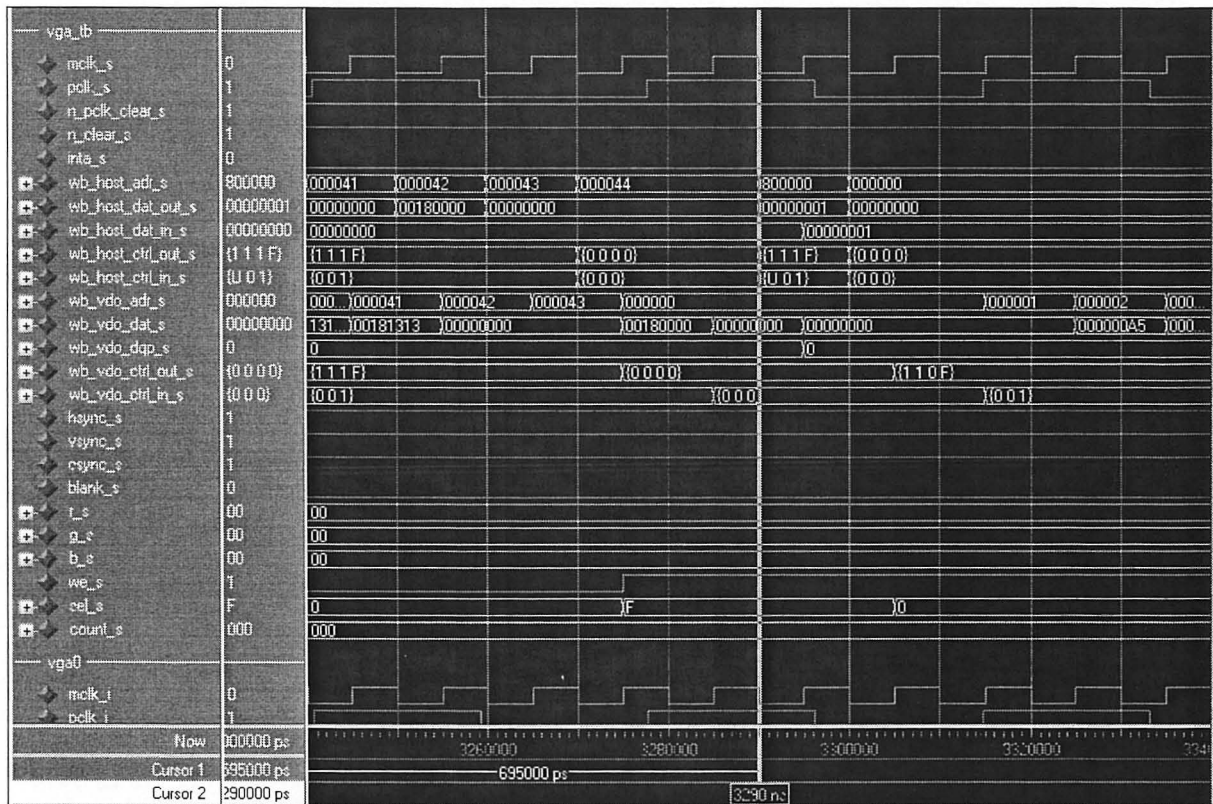 vga_tb
mclk_s 0
pclk_s 1
n_pclk_clear_s 1
n_clear_s 1
inta_s 0
wb_host_adr_s 800000 000041 000042 000043 000044 800000 000000
wb_host_dat_out_s 00000001 00000000 00180000 00000000 00000001 00000000
wb_host_dat_in_s 00000000 00000000 00000001
wb_host_ctrl_out_s {1 1 1 F} {1 1 1 F} {0 0 0 0} {1 1 1 F} {0 0 0 0}
wb_host_ctrl_in_s {U 0 1} {0 0 1} {0 0 0} {U 0 1} {0 0 0}
wb_vdo_adr_s 000000 000... 000041 000042 000043 000000 000001 000002 000...
wb_vdo_dat_s 00000000 131... 00181313 00000000 00180000 00000000 00000000 000000A5 000...
wb_vdo_dqp_s 0 0 0
wb_vdo_ctrl_out_s {0 0 0 0} {1 1 1 F} {0 0 0 0} {1 1 0 F}
wb_vdo_ctrl_in_s {0 0 0} {0 0 1} {0 0 0 {0 0 1}
hsync_s 1
vsync_s 1
csync_s 1
blank_s 0
r_s 00 00
g_s 00 00
b_s 00 00
we_s 1
sel_s F 0 F 0
count_s 000 000
vga0
mclk_i 0
pclk_i 1
Now 000000 ps 3260000 3280000 3300000
Cursor 1 695000 ps 695000 ps
Cursor 2 290000 ps 3290 ns